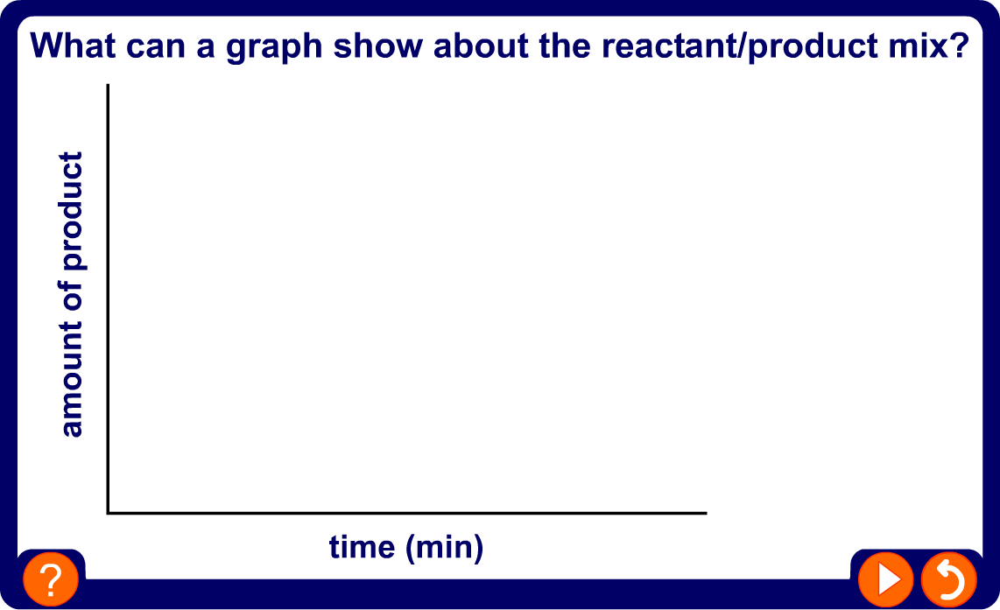 What can a graph show about the reactant/product mix?
amount of product
time (min)
?